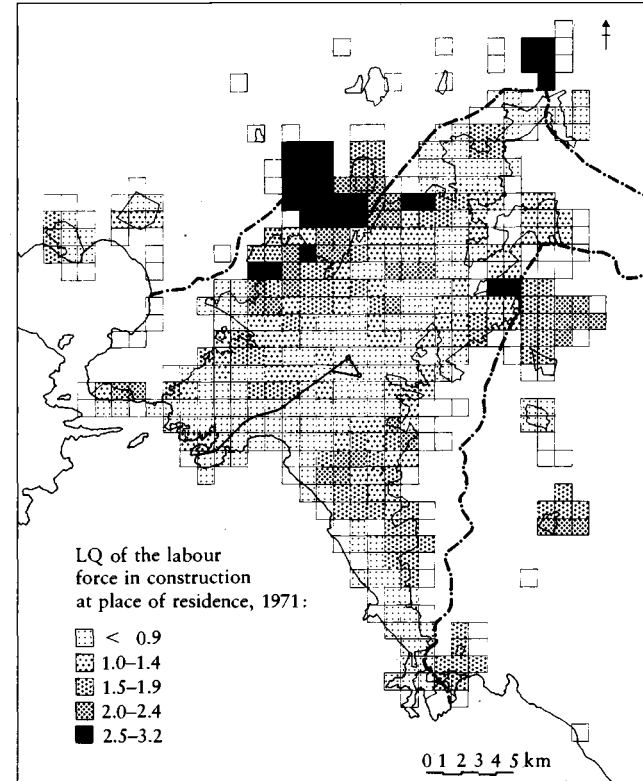 LQ of the labour
force in construction
at place of residence, 1971:
< 0.9
1.0–1.4
1.5–1.9
2.0–2.4
2.5–3.2
0 1 2 3 4 5 km